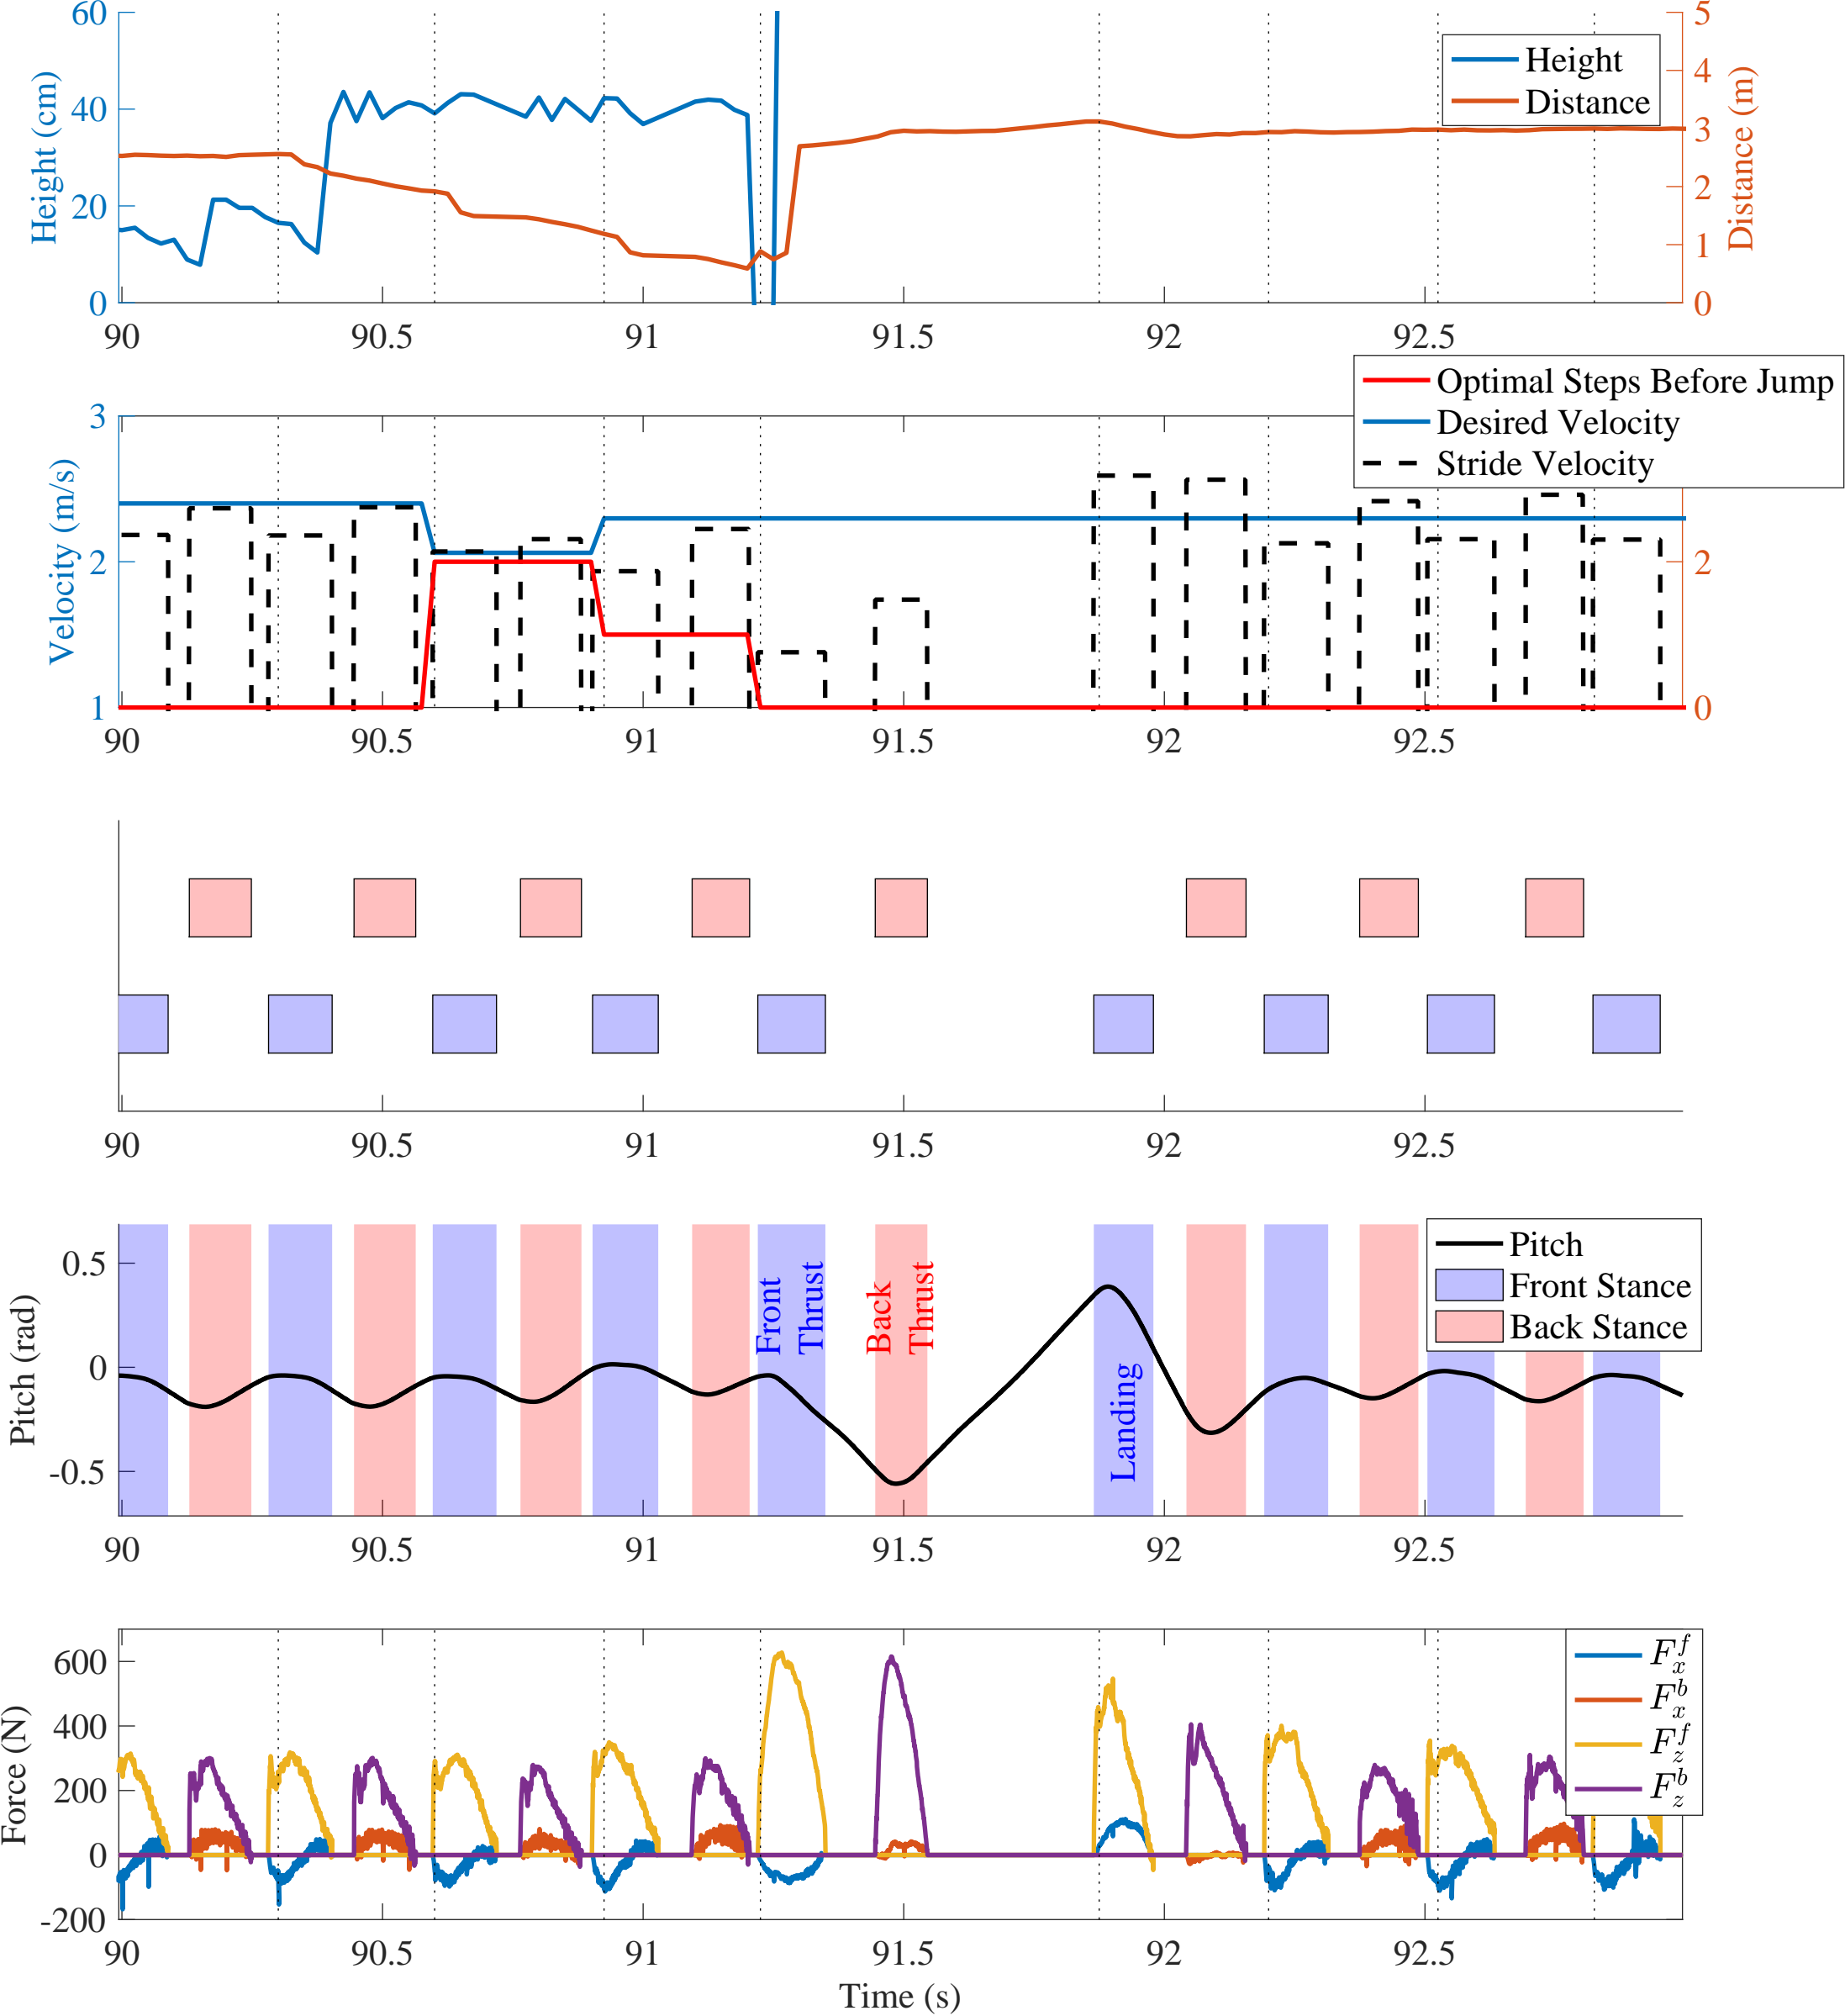 60
40
20
0
Height (cm)
5
4
3
2
1
0
Distance (m)
Height
Distance
90
90.5
91
91.5
92
92.5
Optimal Steps Before Jump
Desired Velocity
Stride Velocity
3
2
1
Velocity (m/s)
2
0
90
90.5
91
91.5
92
92.5
90
90.5
91
91.5
92
92.5
0.5
0
-0.5
Pitch (rad)
Front
Thrust
Back
Thrust
Landing
Pitch
Front Stance
Back Stance
90
90.5
91
91.5
92
92.5
600
400
200
0
-200
Force (N)
F_x^f
F_x^b
F_z^f
F_z^b
90
90.5
91
91.5
92
92.5
Time (s)